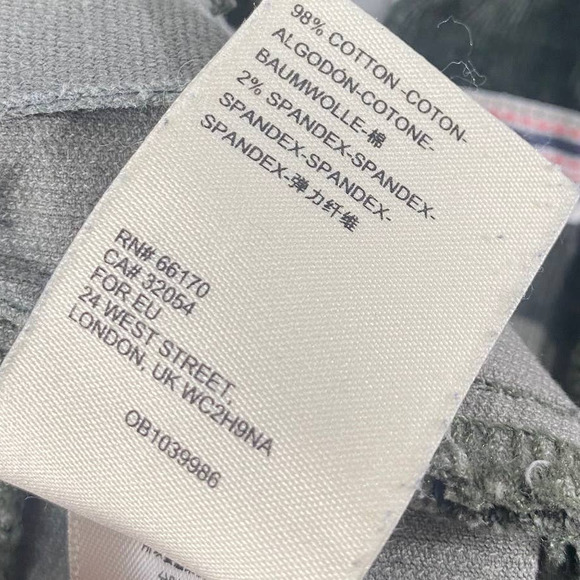 98% COTTON -COTON-
ALGODÓN-COTONE-
BAUMWOLLE-棉
2% SPANDEX-SPANDEX-
SPANDEX-SPANDEX-
SPANDEX-弹力纤维
RN# 66170
CA# 32054
FOR EU
24 WEST STREET,
LONDON, UK WC2H9NA
OB1039986